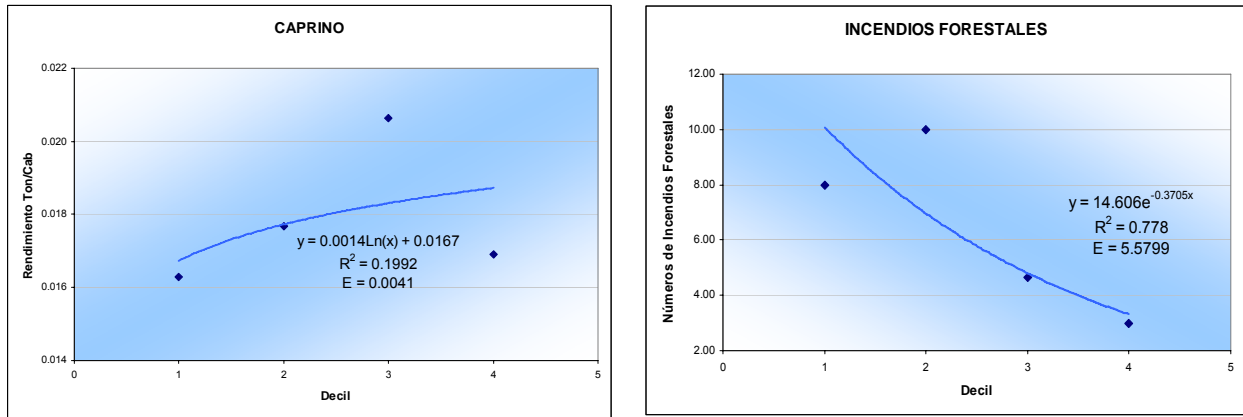 CAPRINO
0.022
0.020
0.018
0.016
0.014
Rendimiento Ton/Cab
y = 0.0014Ln(x) + 0.0167
R² = 0.1992
E = 0.0041
0 1 2 3 4 5
Decil
INCENDIOS FORESTALES
12.00
10.00
8.00
6.00
4.00
2.00
Números de Incendios Forestales
y = 14.606e^-0.3705x
R² = 0.778
E = 5.5799
0 1 2 3 4 5
Decil